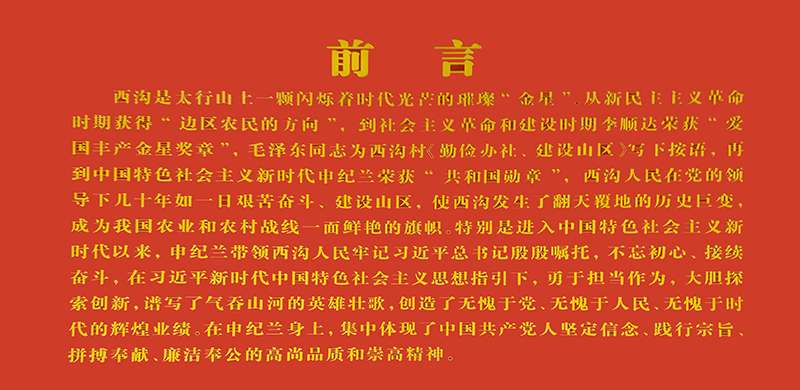 前 言
西沟是太行山上一颗闪烁着时代光芒的璀璨“金星”。从新民主主义革命
时期获得“边区农民的方向”，到社会主义革命和建设时期李顺达荣获“爱
国丰产金星奖章”，毛泽东同志为西沟村《勤俭办社、建设山区》写下按语，再
到中国特色社会主义新时代申纪兰荣获“共和国勋章”，西沟人民在党的领
导下几十年如一日艰苦奋斗、建设山区，使西沟发生了翻天覆地的历史巨变，
成为我国农业和农村战线一面鲜艳的旗帜。特别是进入中国特色社会主义新
时代以来，申纪兰带领西沟人民牢记习近平总书记殷殷嘱托，不忘初心、接续
奋斗，在习近平新时代中国特色社会主义思想指引下，勇于担当作为，大胆探
索创新，谱写了气吞山河的英雄壮歌，创造了无愧于党、无愧于人民、无愧于时
代的辉煌业绩。在申纪兰身上，集中体现了中国共产党人坚定信念、践行宗旨、
拼搏奉献、廉洁奉公的高尚品质和崇高精神。